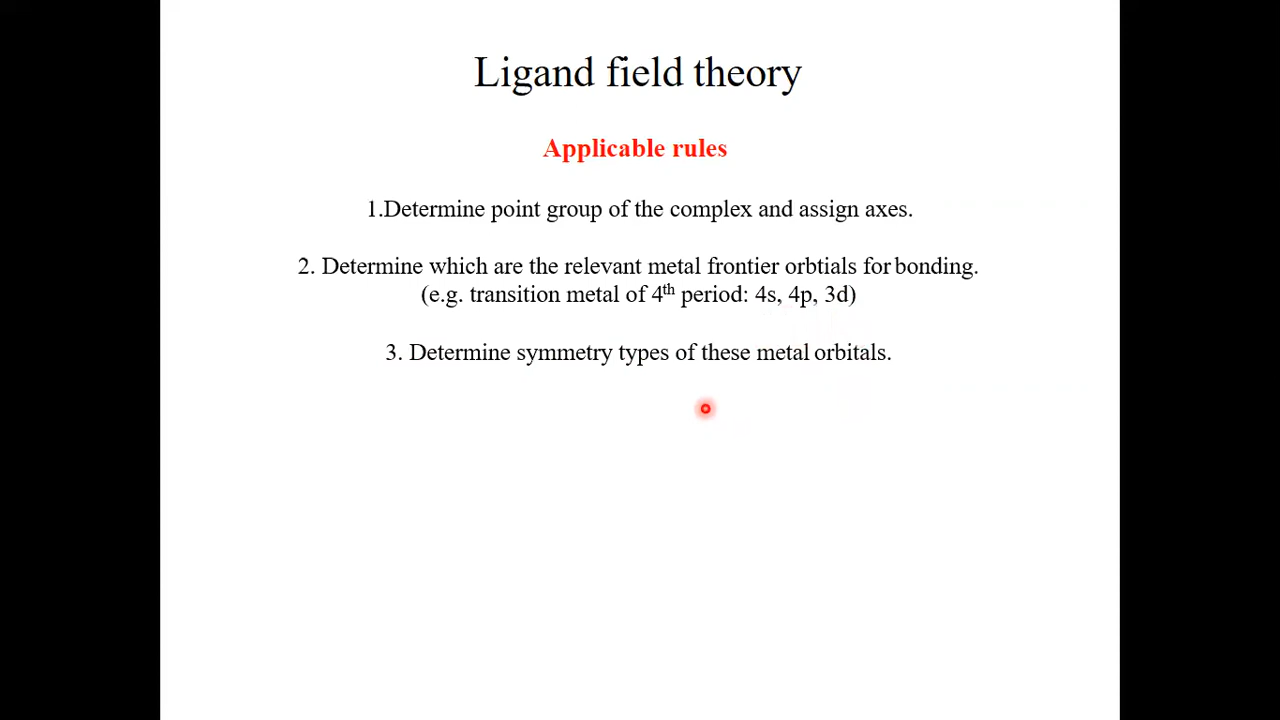 Ligand field theory
Applicable rules
1.Determine point group of the complex and assign axes.
2. Determine which are the relevant metal frontier orbtials for bonding.
(e.g. transition metal of 4th period: 4s, 4p, 3d)
3. Determine symmetry types of these metal orbitals.